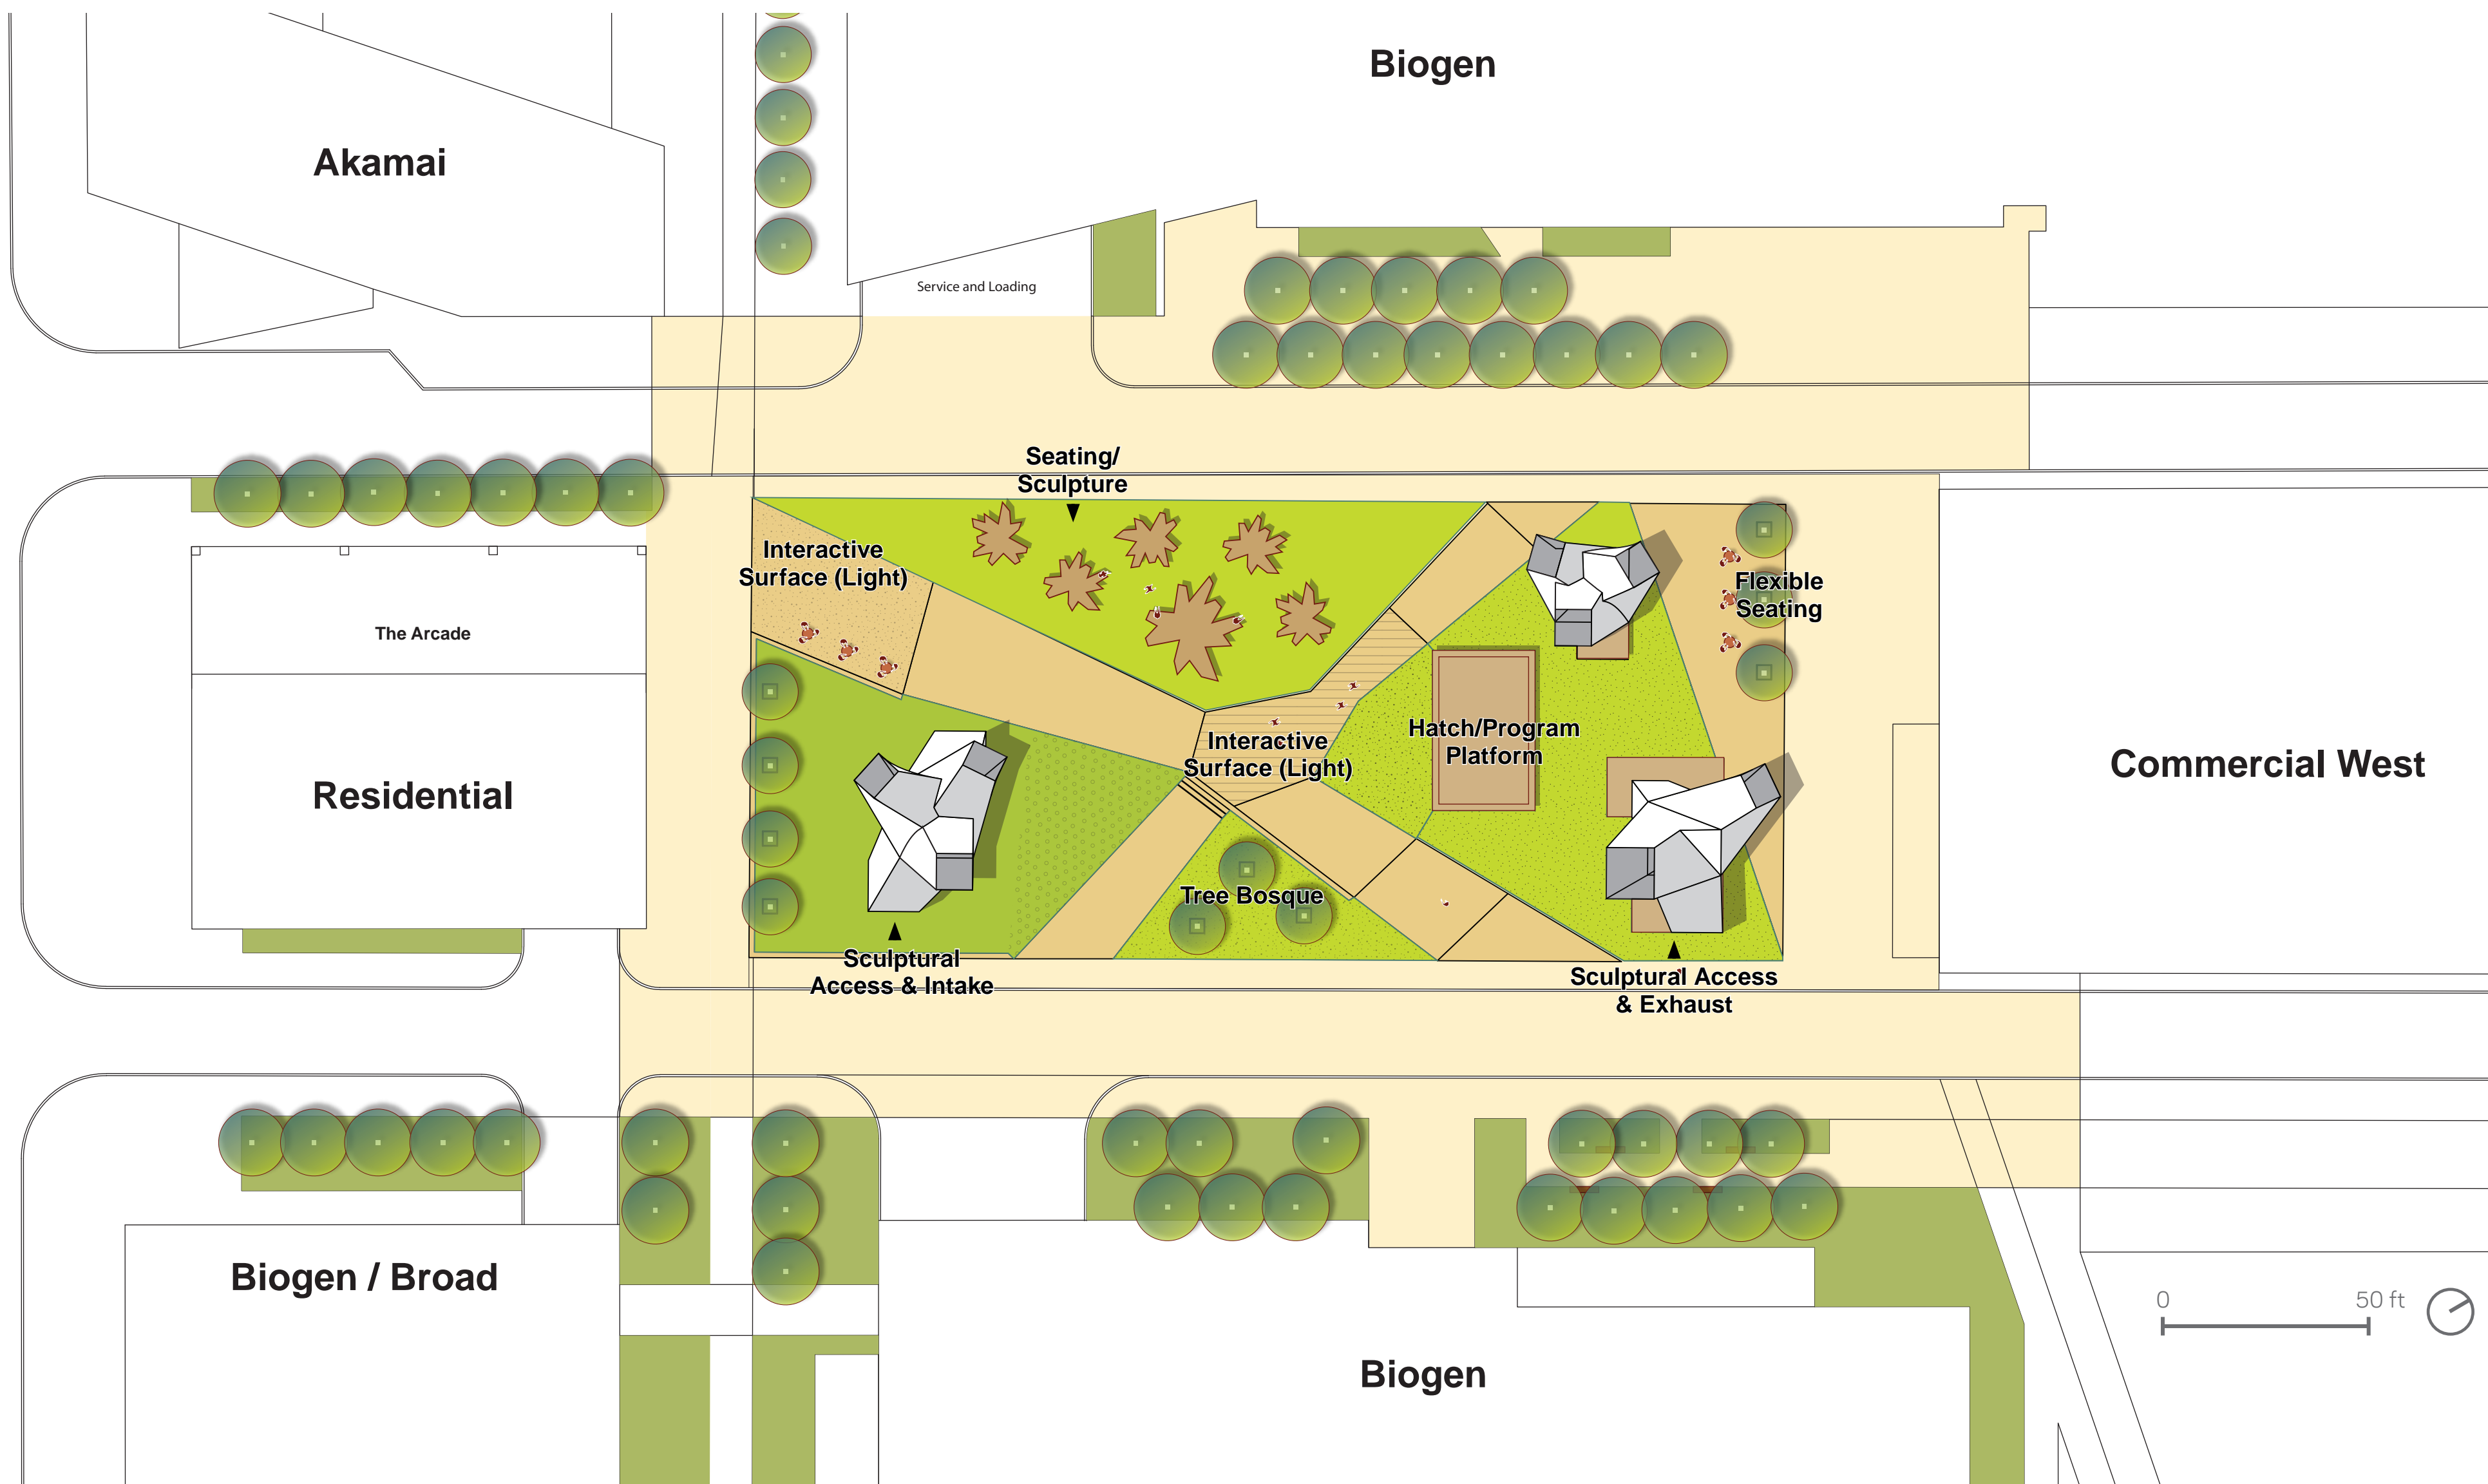 Biogen
Akamai
Service and Loading
Seating/
Sculpture
Interactive
Surface (Light)
Flexible
Seating
The Arcade
Hatch/Program
Platform
Interactive
Surface (Light)
Commercial West
Residential
Tree Bosque
Sculptural
Access & Intake
Sculptural Access
& Exhaust
Biogen / Broad
0 50 ft
Biogen